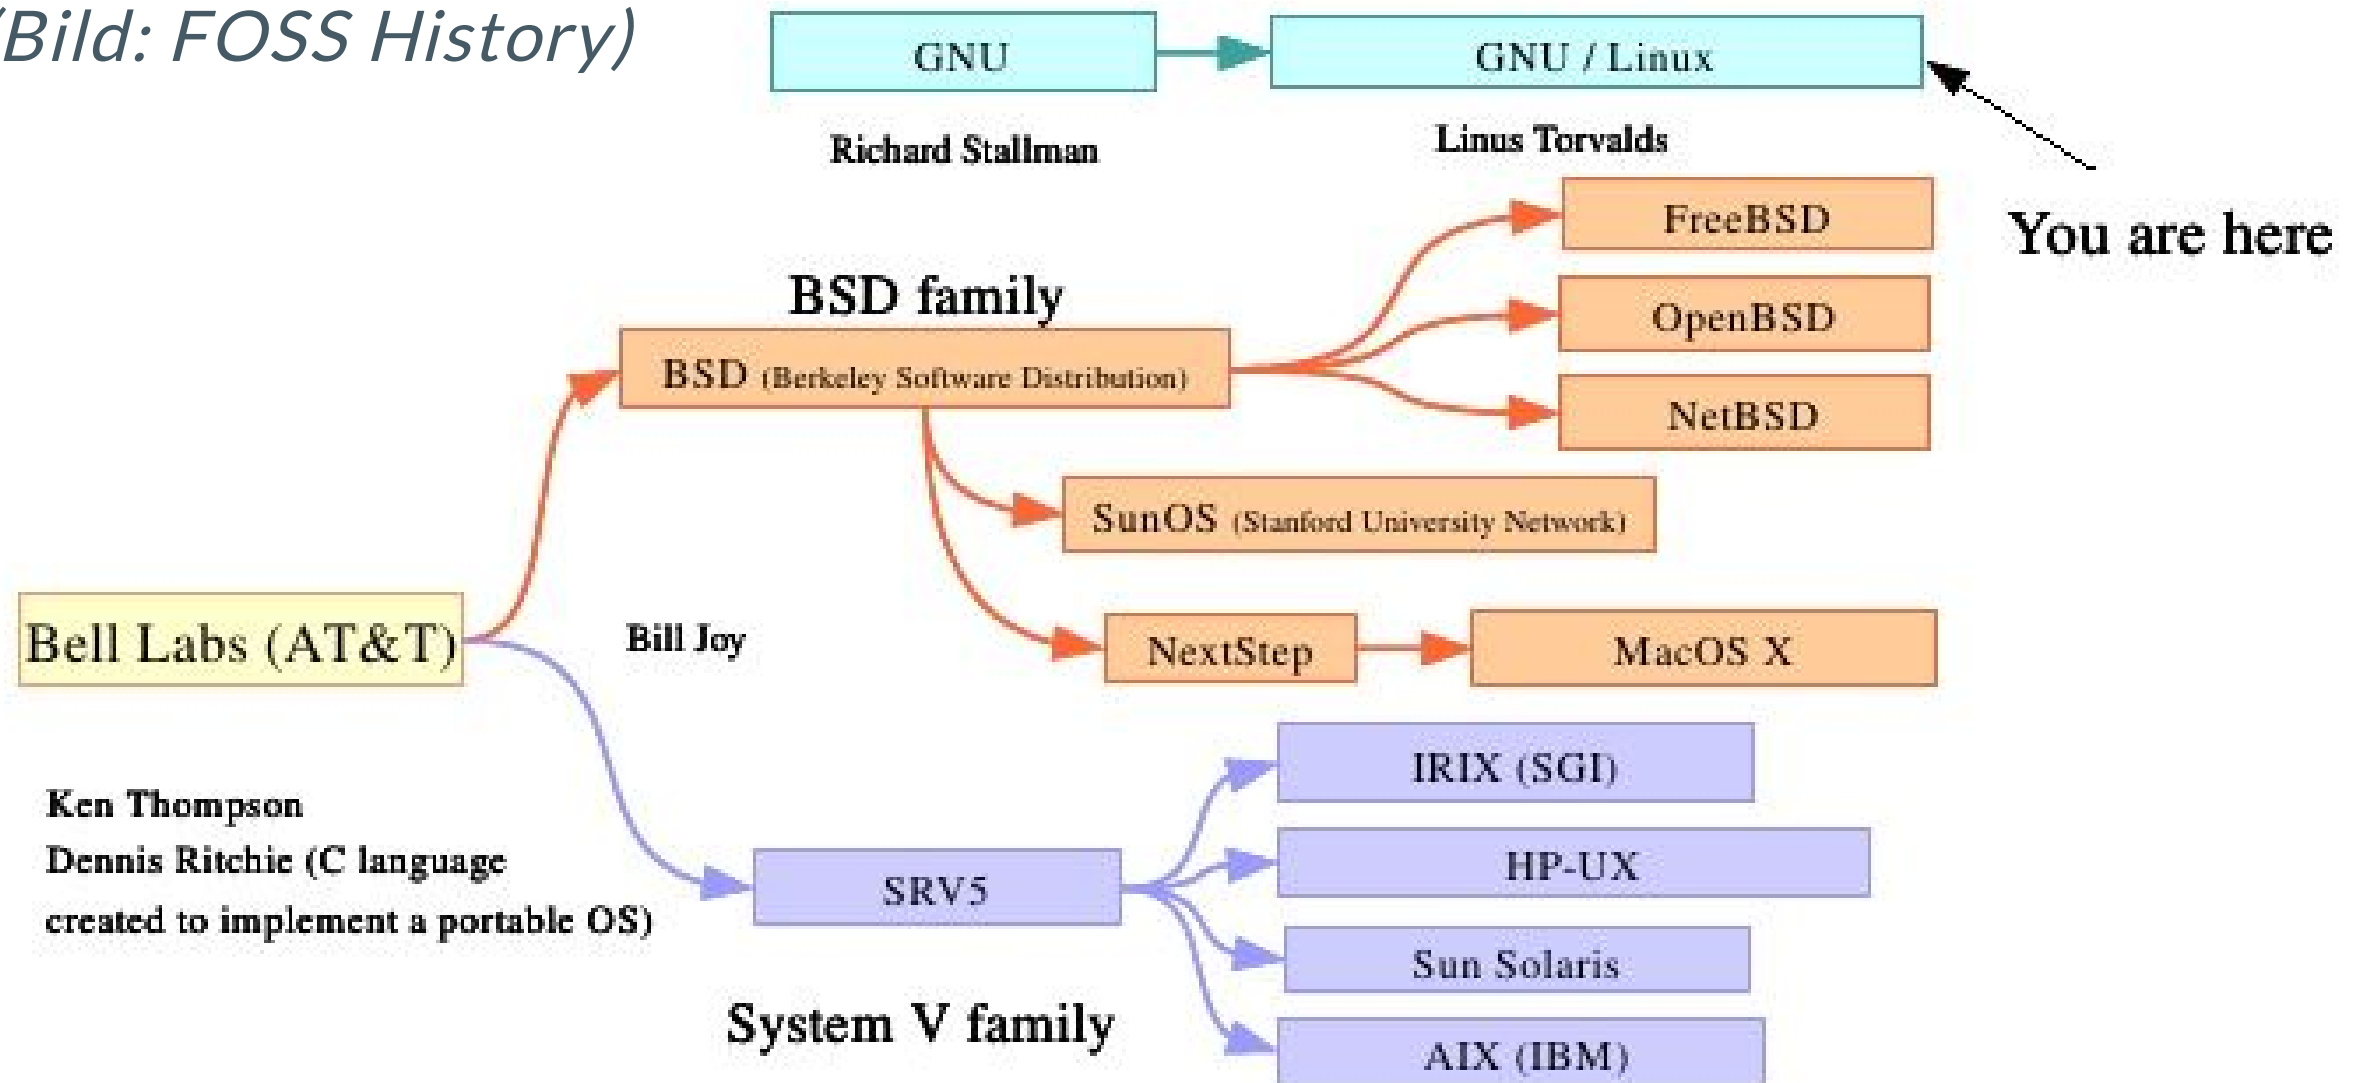 (Bild: FOSS History)
GNU
GNU / Linux
Richard Stallman
Linus Torvalds
You are here
FreeBSD
BSD family
OpenBSD
BSD (Berkeley Software Distribution)
NetBSD
SunOS (Stanford University Network)
Bell Labs (AT&T)
Bill Joy
NextStep
MacOS X
IRIX (SGI)
Ken Thompson
Dennis Ritchie (C language
created to implement a portable OS)
HP-UX
SRV5
Sun Solaris
System V family
AIX (IBM)